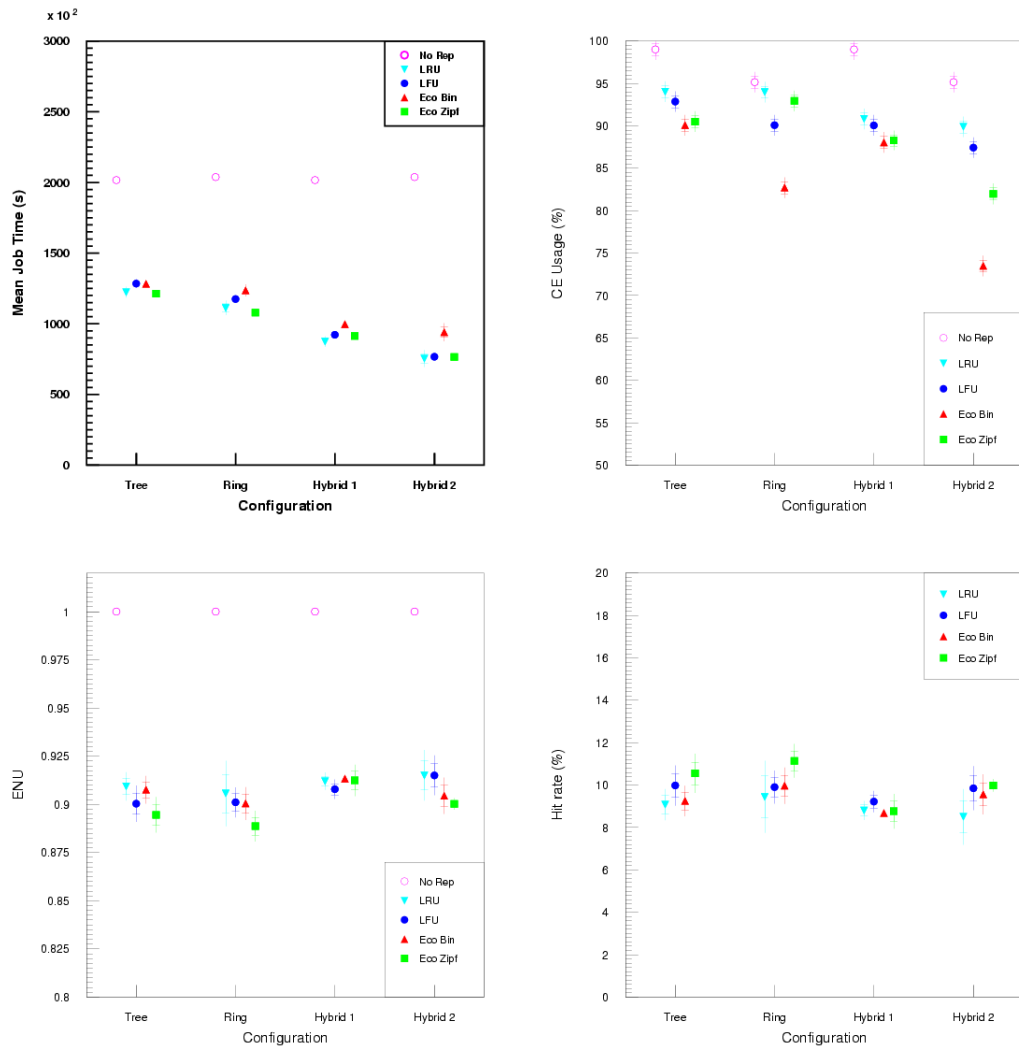 x 10²
3000
2500
2000
1500
1000
500
0
Mean Job Time (s)
No Rep
LRU
LFU
Eco Bin
Eco Zipf
Tree
Ring
Hybrid 1
Hybrid 2
Configuration
100
95
90
85
80
75
70
65
60
55
50
CE Usage (%)
No Rep
LRU
LFU
Eco Bin
Eco Zipf
Tree
Ring
Hybrid 1
Hybrid 2
Configuration
1
0.975
0.95
0.925
0.9
0.875
0.85
0.825
0.8
ENU
No Rep
LRU
LFU
Eco Bin
Eco Zipf
Tree
Ring
Hybrid 1
Hybrid 2
Configuration
20
18
16
14
12
10
8
6
4
2
0
Hit rate (%)
LRU
LFU
Eco Bin
Eco Zipf
Tree
Ring
Hybrid 1
Hybrid 2
Configuration